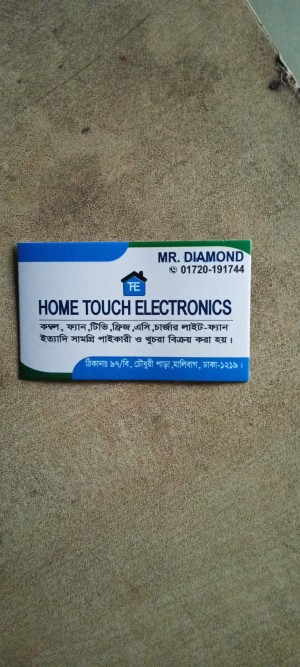 MR. DIAMOND
01720-191744
HE
HOME TOUCH ELECTRONICS
কম্বল, ফ্যান,টিভি,ফ্রিজ,এসি,চার্জার লাইট-ফ্যান
ইত্যাদি সামগ্রি পাইকারী ও খুচরা বিক্রয় করা হয়।
ঠিকানাঃ ৯৭/বি, চৌধুরী পাড়া,মালিবাগ, ঢাকা-১২১৯।